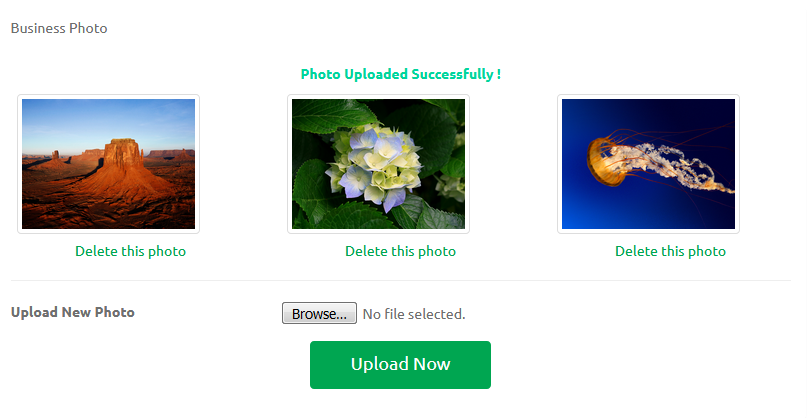 Business Photo
Photo Uploaded Successfully !
Delete this photo Delete this photo Delete this photo
Upload New Photo Browse... No file selected.
Upload Now